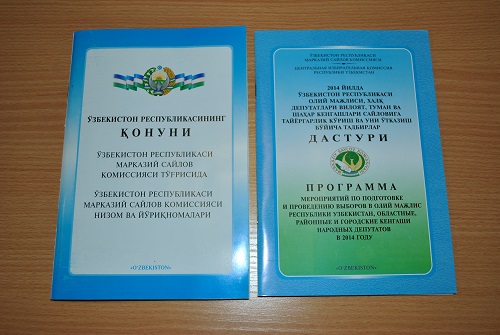 ЎЗБЕКИСТОН РЕСПУБЛИКАСИНИНГ
ҚОНУНИ
ЎЗБЕКИСТОН РЕСПУБЛИКАСИ
МАРКАЗИЙ САЙЛОВ
КОМИССИЯСИ ТЎҒРИСИДА
ЎЗБЕКИСТОН РЕСПУБЛИКАСИ
МАРКАЗИЙ САЙЛОВ КОМИССИЯСИ
НИЗОМ ВА ЙЎРИҚНОМАЛАРИ
«O‘ZBEKISTON»
ЎЗБЕКИСТОН РЕСПУБЛИКАСИ
МАРКАЗИЙ САЙЛОВ КОМИССИЯСИ
ЦЕНТРАЛЬНАЯ ИЗБИРАТЕЛЬНАЯ КОМИССИЯ
РЕСПУБЛИКИ УЗБЕКИСТАН
2014 ЙИЛДА
ЎЗБЕКИСТОН РЕСПУБЛИКАСИ
ОЛИЙ МАЖЛИСИ, ХАЛҚ
ДЕПУТАТЛАРИ ВИЛОЯТ, ТУМАН ВА
ШАҲАР КЕНГАШЛАРИ САЙЛОВИГА
ТАЙЁРГАРЛИК КЎРИШ ВА УНИ ЎТКАЗИШ
БЎЙИЧА ТАДБИРЛАР
ДАСТУРИ
ПРОГРАММА
МЕРОПРИЯТИЙ ПО ПОДГОТОВКЕ
И ПРОВЕДЕНИЮ ВЫБОРОВ В ОЛИЙ МАЖЛИС
РЕСПУБЛИКИ УЗБЕКИСТАН, ОБЛАСТНЫЕ,
РАЙОННЫЕ И ГОРОДСКИЕ КЕНГАШИ
НАРОДНЫХ ДЕПУТАТОВ
В 2014 ГОДУ
«O‘ZBEKISTON»